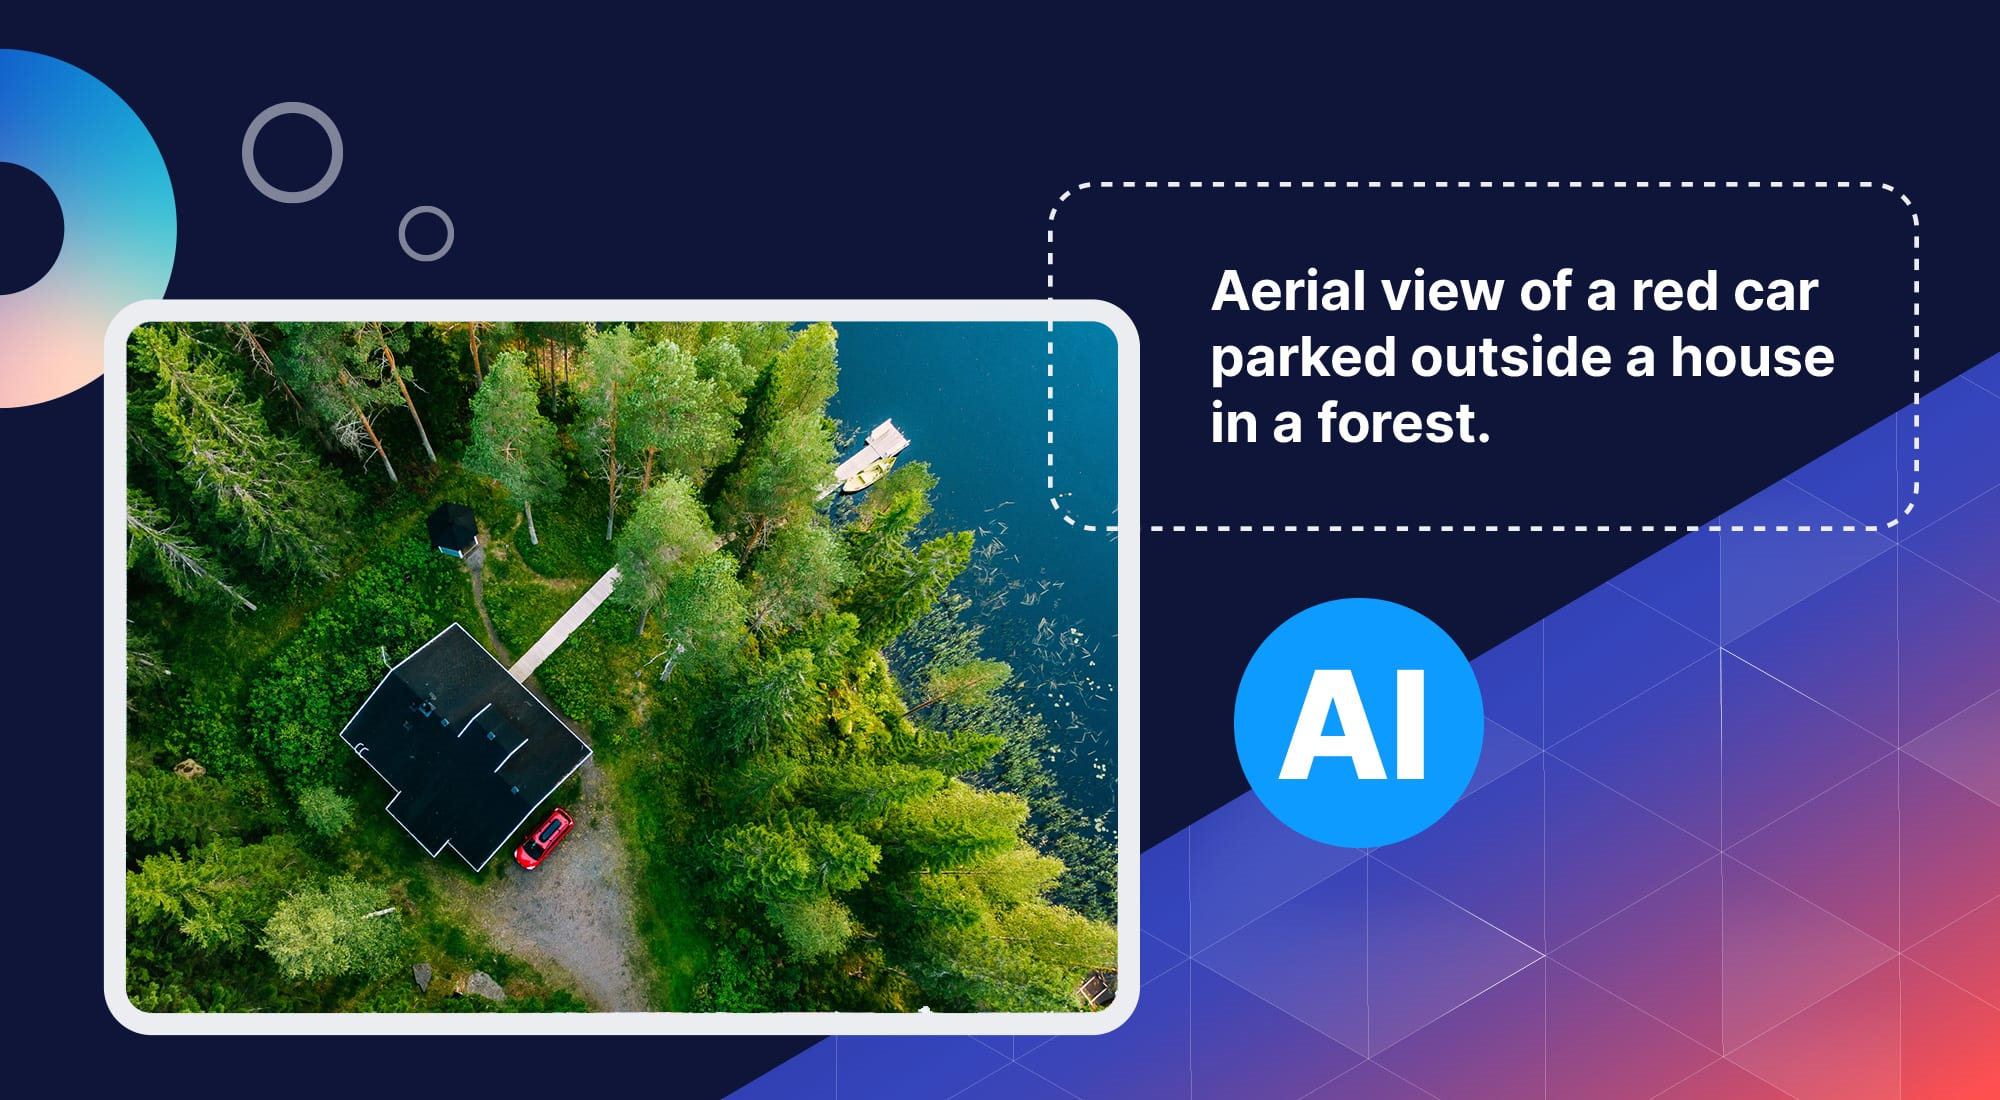 Aerial view of a red car
parked outside a house
in a forest.
AI